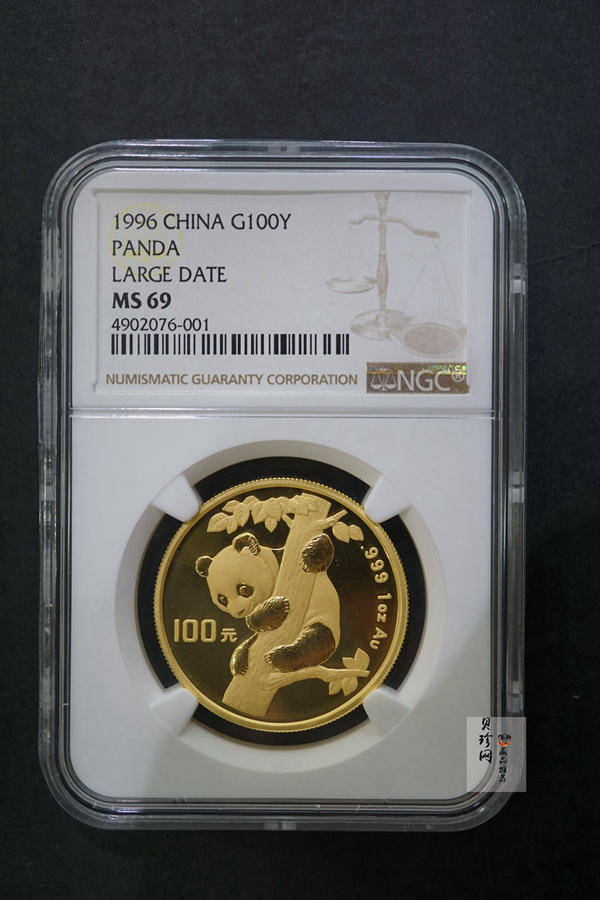 1996 CHINA G100Y
PANDA
LARGE DATE
MS 69
4902076-001
NUMISMATIC GUARANTY CORPORATION
NGC®
.999 1oz Au
100元
贝珍网